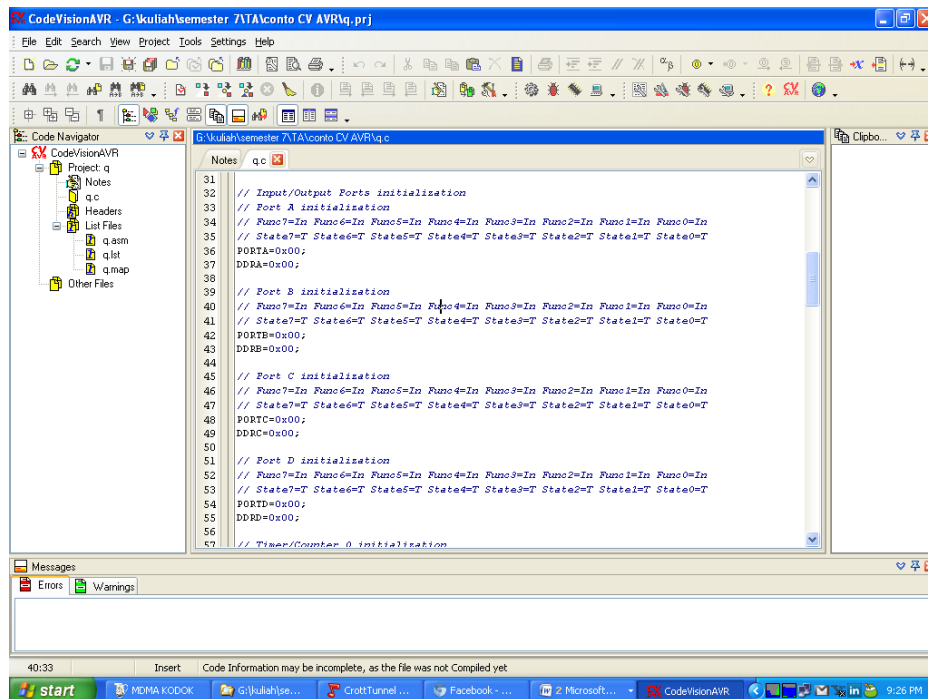 CodeVisionAVR - G:\kuliah\semester 7\TA\conto CV AVR\q.prj
File Edit Search View Project Tools Settings Help
Code Navigator
CodeVisionAVR
Project: q
Notes
q.c
Headers
List Files
q.asm
q.lst
q.map
Other Files
G:\kuliah\semester 7\TA\conto CV AVR\q.c
Notes q.c
31
32 // Input/Output Ports initialization
33 // Port A initialization
34 // Func7=In Func6=In Func5=In Func4=In Func3=In Func2=In Func1=In Func0=In
35 // State7=T State6=T State5=T State4=T State3=T State2=T State1=T State0=T
36 PORTA=0x00;
37 DDRA=0x00;
38
39 // Port B initialization
40 // Func7=In Func6=In Func5=In Func4=In Func3=In Func2=In Func1=In Func0=In
41 // State7=T State6=T State5=T State4=T State3=T State2=T State1=T State0=T
42 PORTB=0x00;
43 DDRB=0x00;
44
45 // Port C initialization
46 // Func7=In Func6=In Func5=In Func4=In Func3=In Func2=In Func1=In Func0=In
47 // State7=T State6=T State5=T State4=T State3=T State2=T State1=T State0=T
48 PORTC=0x00;
49 DDRC=0x00;
50
51 // Port D initialization
52 // Func7=In Func6=In Func5=In Func4=In Func3=In Func2=In Func1=In Func0=In
53 // State7=T State6=T State5=T State4=T State3=T State2=T State1=T State0=T
54 PORTD=0x00;
55 DDRD=0x00;
56
57 // Timer/Counter 0 initialization
Clipbo...
Messages
Errors Warnings
40:33 Insert Code Information may be incomplete, as the file was not Compiled yet
start MDMA KODOK G:\kuliah\se... CrottTunnel ... Facebook - ... 2 Microsoft... CodeVisionAVR 9:26 PM